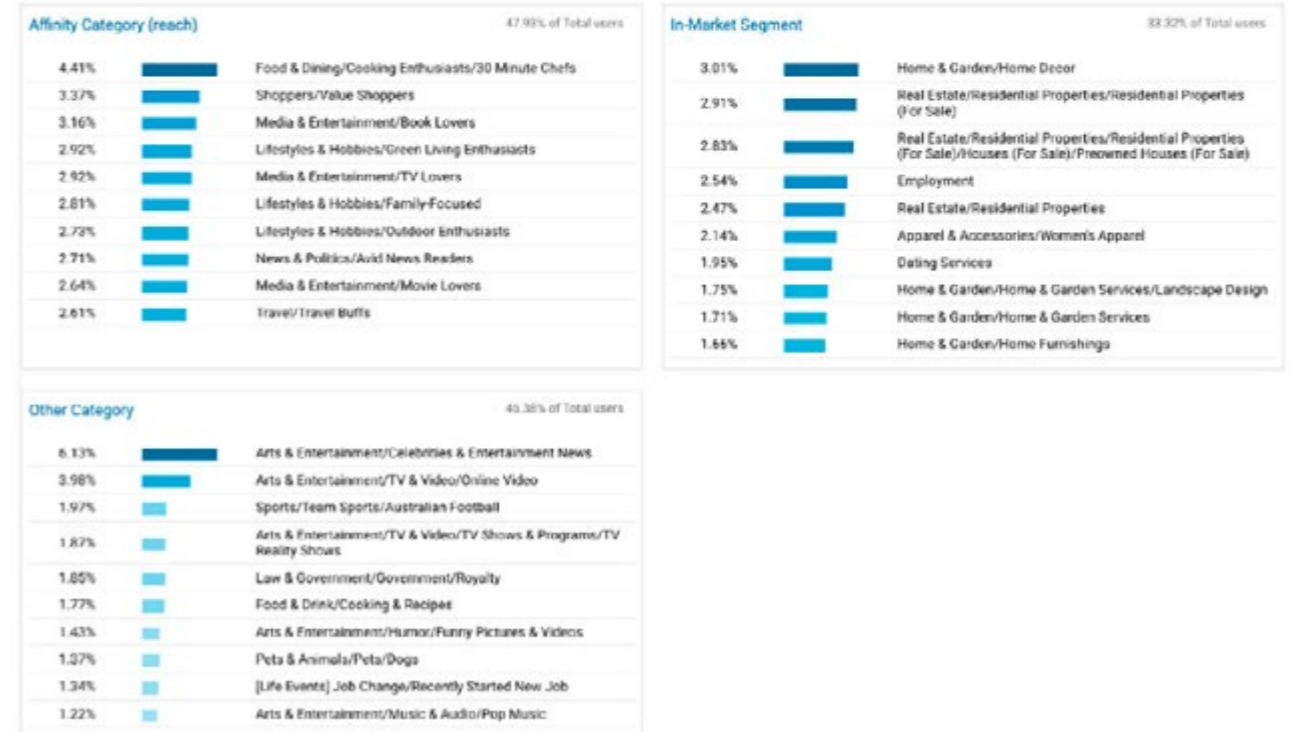 Affinity Category (reach) 47.93% of Total users
4.41% Food & Dining/Cooking Enthusiasts/30 Minute Chefs
3.37% Shoppers/Value Shoppers
3.16% Media & Entertainment/Book Lovers
2.92% Lifestyles & Hobbies/Green Living Enthusiasts
2.92% Media & Entertainment/TV Lovers
2.81% Lifestyles & Hobbies/Family-Focused
2.73% Lifestyles & Hobbies/Outdoor Enthusiasts
2.71% News & Politics/Avid News Readers
2.64% Media & Entertainment/Movie Lovers
2.61% Travel/Travel Buffs
In-Market Segment 33.32% of Total users
3.01% Home & Garden/Home Decor
2.91% Real Estate/Residential Properties/Residential Properties
(For Sale)
2.83% Real Estate/Residential Properties/Residential Properties
(For Sale)/Houses (For Sale)/Preowned Houses (For Sale)
2.54% Employment
2.47% Real Estate/Residential Properties
2.14% Apparel & Accessories/Women's Apparel
1.95% Dating Services
1.75% Home & Garden/Home & Garden Services/Landscape Design
1.71% Home & Garden/Home & Garden Services
1.66% Home & Garden/Home Furnishings
Other Category 46.38% of Total users
6.13% Arts & Entertainment/Celebrities & Entertainment News
3.98% Arts & Entertainment/TV & Video/Online Video
1.97% Sports/Team Sports/Australian Football
1.87% Arts & Entertainment/TV & Video/TV Shows & Programs/TV
Reality Shows
1.85% Law & Government/Government/Royalty
1.77% Food & Drink/Cooking & Recipes
1.43% Arts & Entertainment/Humor/Funny Pictures & Videos
1.37% Pets & Animals/Pets/Dogs
1.34% [Life Events] Job Change/Recently Started New Job
1.22% Arts & Entertainment/Music & Audio/Pop Music